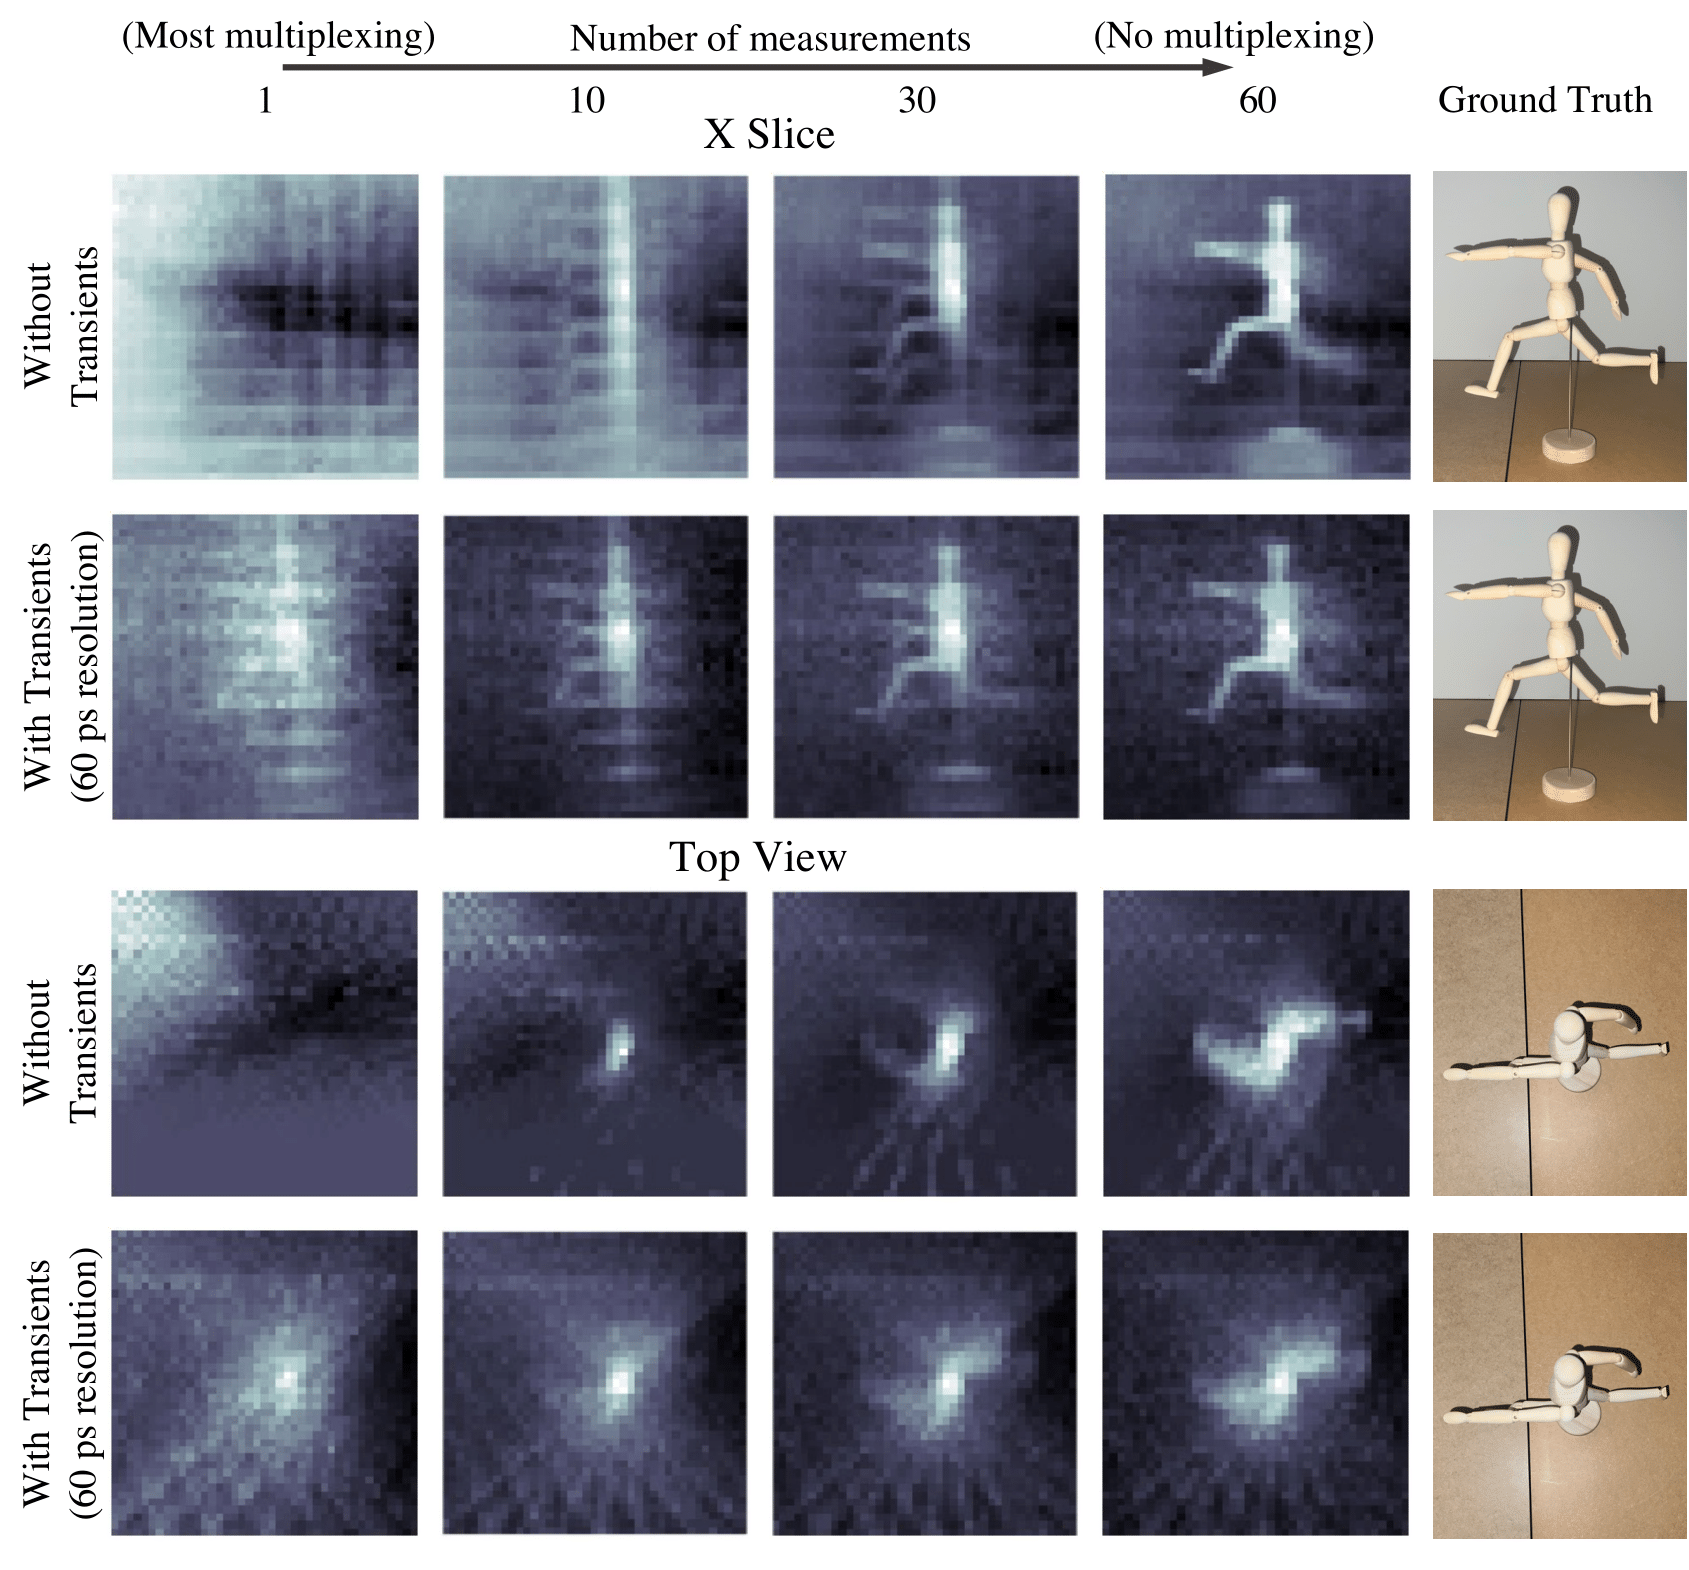 (Most multiplexing)
Number of measurements
(No multiplexing)
1
10
30
60
Ground Truth
X Slice
Without
Transients
With Transients
(60 ps resolution)
Top View
Without
Transients
With Transients
(60 ps resolution)